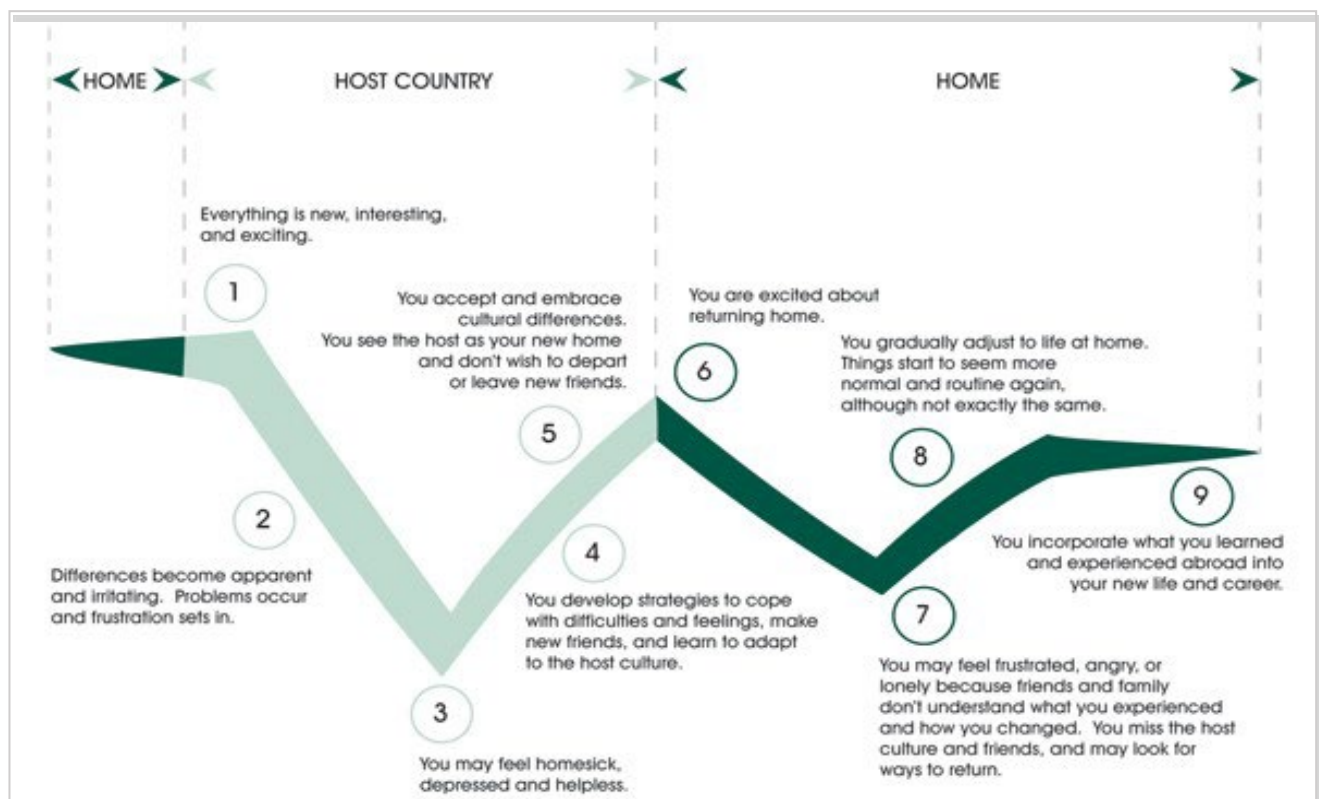 HOME
HOST COUNTRY
HOME
Everything is new, interesting,
and exciting.
1
You accept and embrace
cultural differences.
You see the host as your new home
and don't wish to depart
or leave new friends.
5
You are excited about
returning home.
6
You gradually adjust to life at home.
Things start to seem more
normal and routine again,
although not exactly the same.
8
2
Differences become apparent
and irritating. Problems occur
and frustration sets in.
4
You develop strategies to cope
with difficulties and feelings, make
new friends, and learn to adapt
to the host culture.
3
You may feel homesick,
depressed and helpless.
9
You incorporate what you learned
and experienced abroad into
your new life and career.
7
You may feel frustrated, angry, or
lonely because friends and family
don't understand what you experienced
and how you changed. You miss the host
culture and friends, and may look for
ways to return.